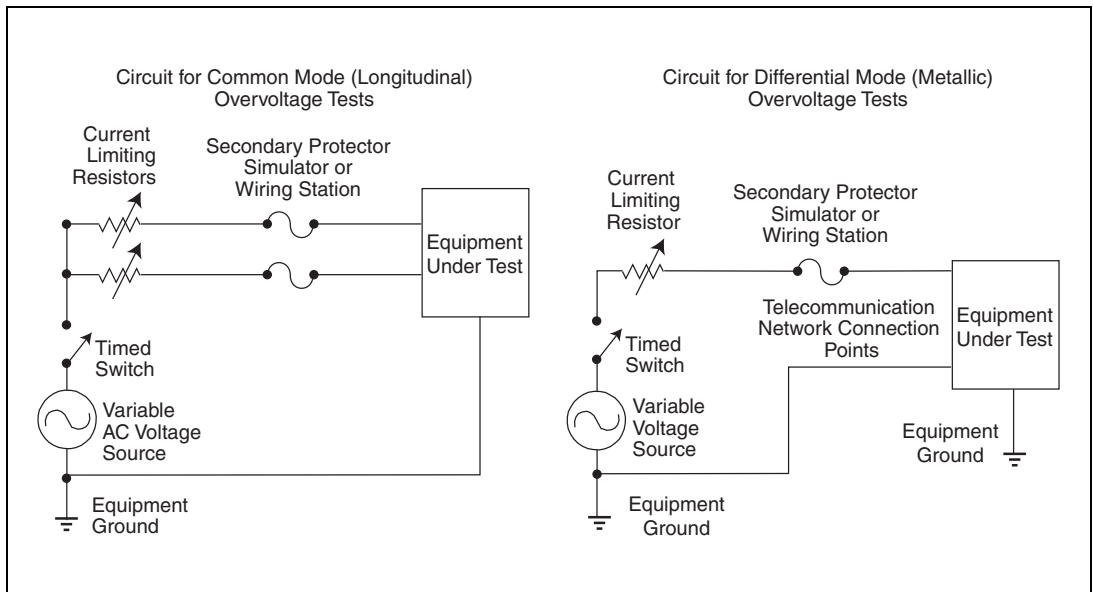 Circuit for Common Mode (Longitudinal)
Overvoltage Tests
Current
Limiting
Resistors
Secondary Protector
Simulator or
Wiring Station
Equipment
Under Test
Timed
Switch
Variable
AC Voltage
Source
Equipment
Ground
Circuit for Differential Mode (Metallic)
Overvoltage Tests
Current
Limiting
Resistor
Secondary Protector
Simulator or
Wiring Station
Telecommunication
Network Connection
Points
Equipment
Under Test
Timed
Switch
Variable
Voltage
Source
Equipment
Ground
Equipment
Ground